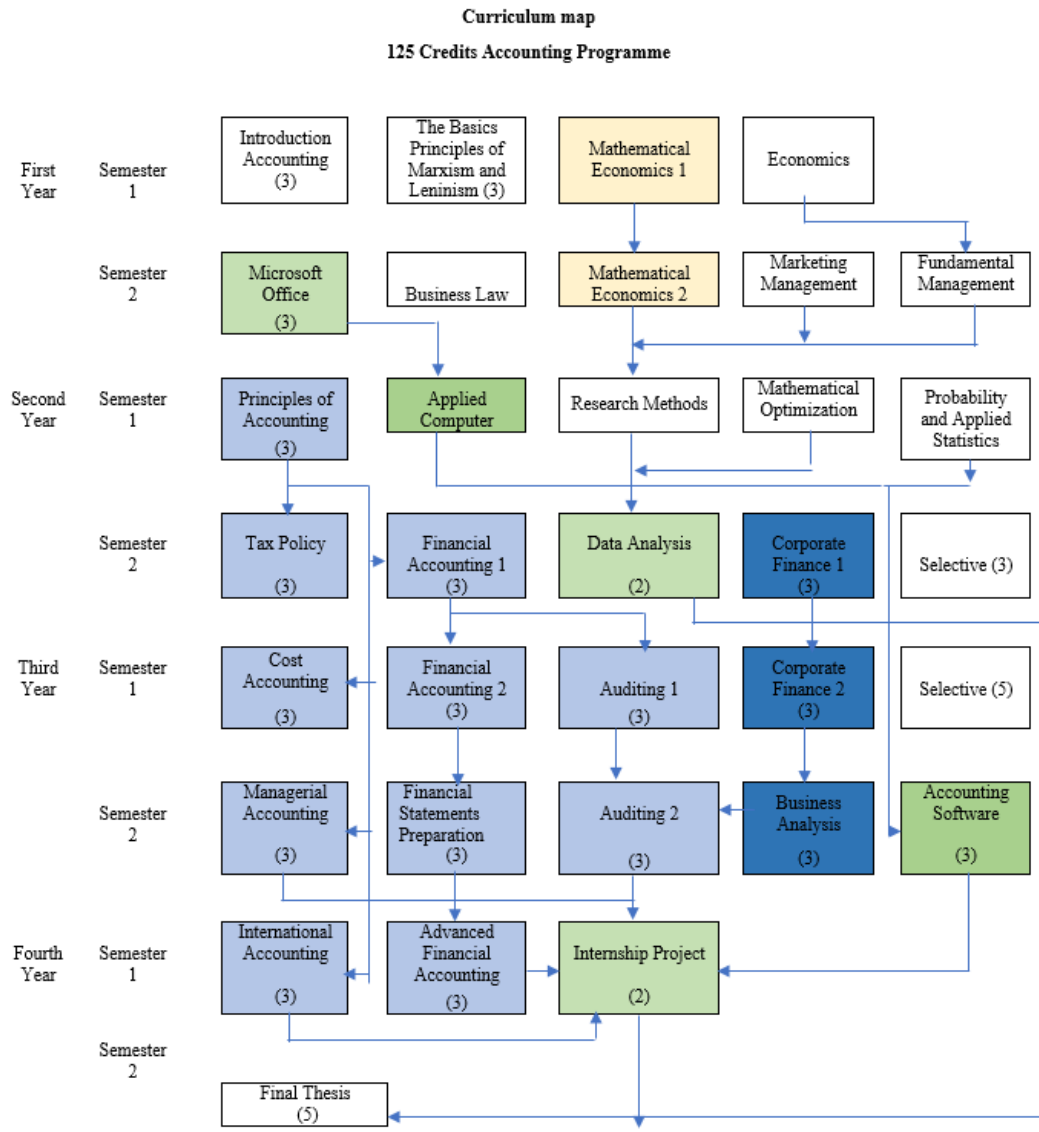 Curriculum map
125 Credits Accounting Programme
First
Year
Semester
1
Introduction
Accounting
(3)
The Basics
Principles of
Marxism and
Leninism (3)
Mathematical
Economics 1
Economics
Semester
2
Microsoft
Office
(3)
Business Law
Mathematical
Economics 2
Marketing
Management
Fundamental
Management
Second
Year
Semester
1
Principles of
Accounting
(3)
Applied
Computer
Research Methods
Mathematical
Optimization
Probability
and Applied
Statistics
Semester
2
Tax Policy
(3)
Financial
Accounting 1
(3)
Data Analysis
(2)
Corporate
Finance 1
(3)
Selective (3)
Third
Year
Semester
1
Cost
Accounting
(3)
Financial
Accounting 2
(3)
Auditing 1
(3)
Corporate
Finance 2
(3)
Selective (5)
Semester
2
Managerial
Accounting
(3)
Financial
Statements
Preparation
(3)
Auditing 2
(3)
Business
Analysis
(3)
Accounting
Software
(3)
Fourth
Year
Semester
1
International
Accounting
(3)
Advanced
Financial
Accounting
(3)
Internship Project
(2)
Semester
2
Final Thesis
(5)